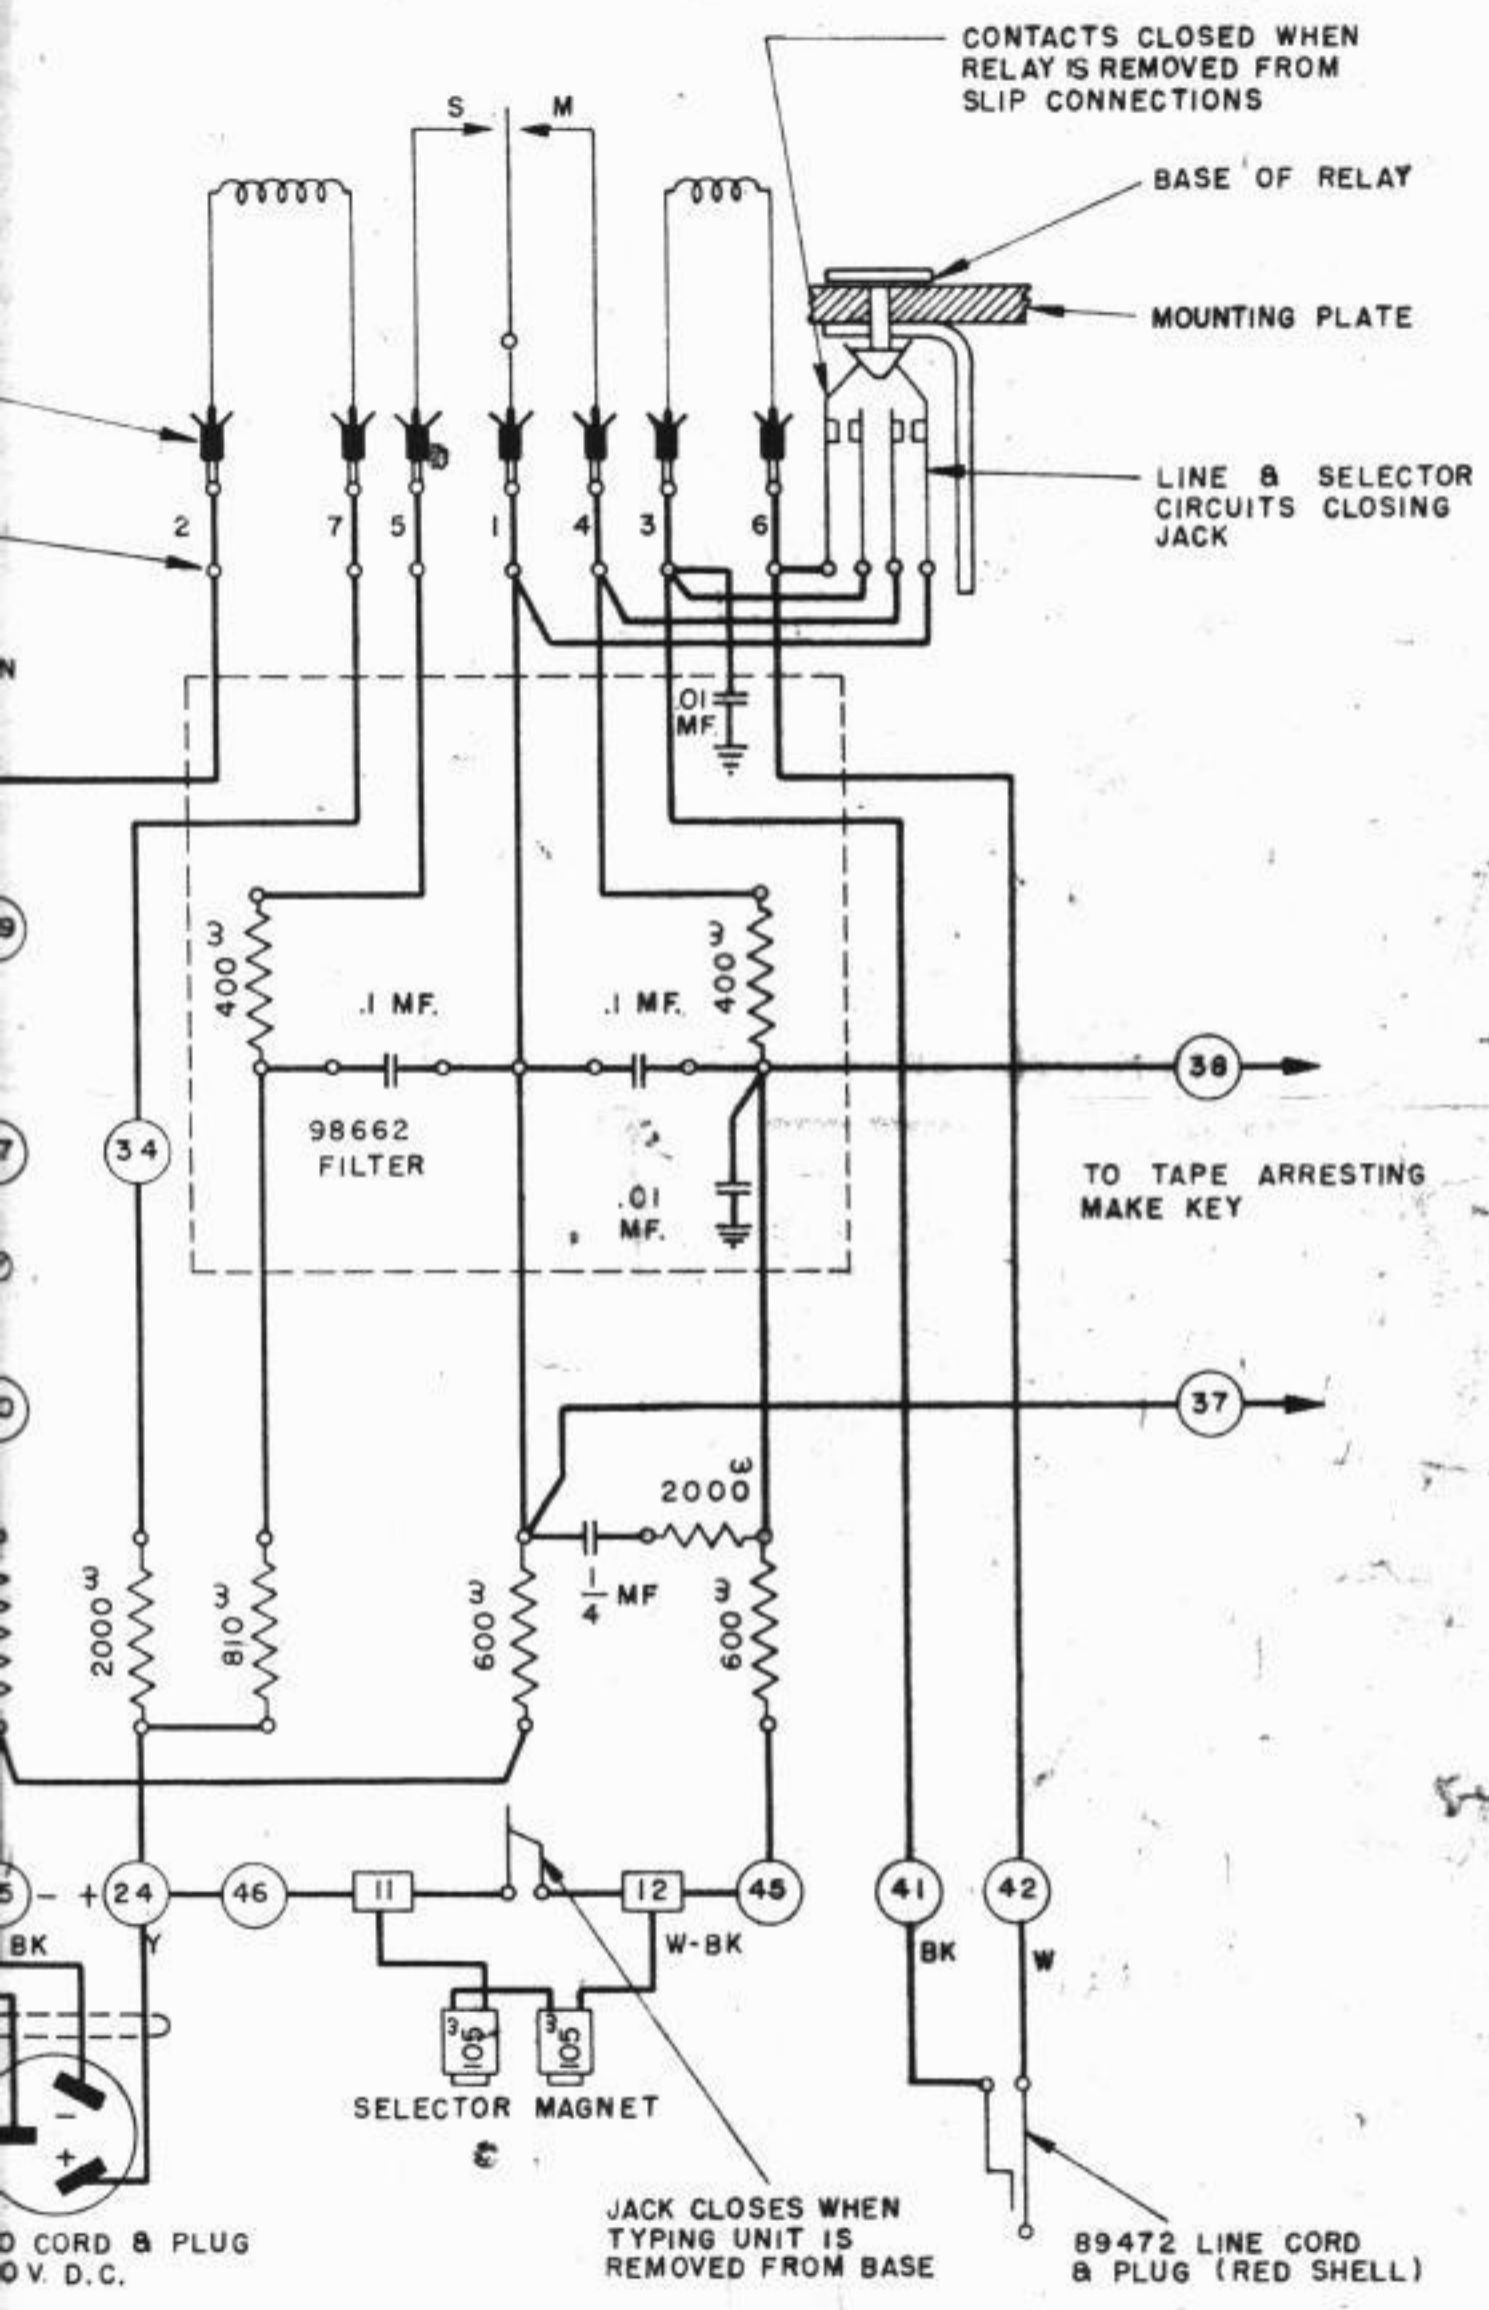 CONTACTS CLOSED WHEN
RELAY IS REMOVED FROM
SLIP CONNECTIONS
S M
BASE OF RELAY
MOUNTING PLATE
LINE & SELECTOR
CIRCUITS CLOSING
JACK
2 7 5 1 4 3 6
N
.01
MF.
9
400 ω
.1 MF.
.1 MF.
400 ω
38
7
34
98662
FILTER
.01
MF.
TO TAPE ARRESTING
MAKE KEY
37
0
2000 ω
2000 ω
810 ω
600 ω
1/4 MF
600 ω
5 - + 24 46 11 12 45 41 42
BK Y W-BK BK W
ω 105 ω 105
SELECTOR MAGNET
-
+
JACK CLOSES WHEN
TYPING UNIT IS
REMOVED FROM BASE
CORD & PLUG
0 V. D.C.
89472 LINE CORD
& PLUG (RED SHELL)